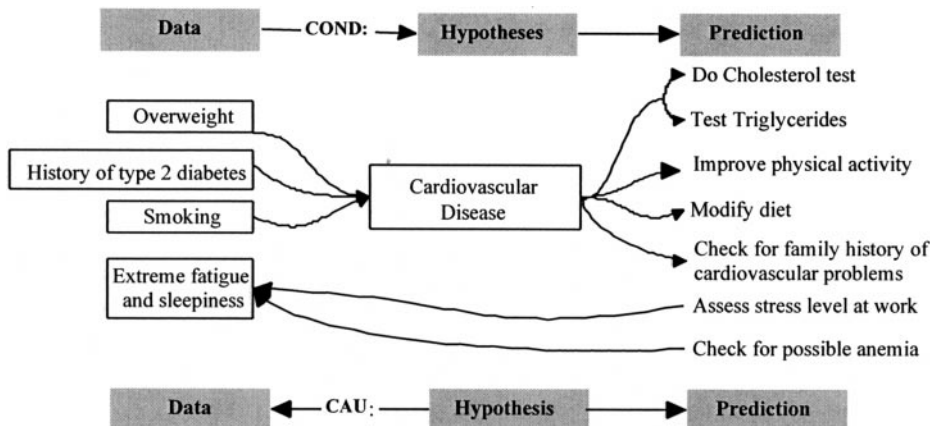 Data COND: Hypotheses Prediction
Do Cholesterol test
Overweight
Test Triglycerides
History of type 2 diabetes
Cardiovascular
Disease
Improve physical activity
Smoking
Modify diet
Extreme fatigue
and sleepiness
Check for family history of
cardiovascular problems
Assess stress level at work
Check for possible anemia
Data CAU: Hypothesis Prediction